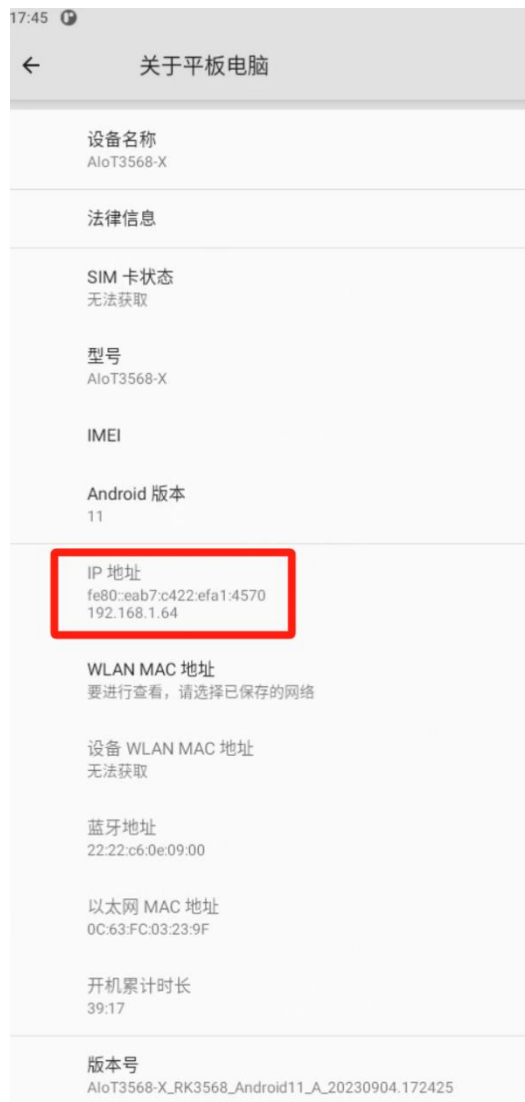 17:45
关于平板电脑
设备名称
AIoT3568-X
法律信息
SIM 卡状态
无法获取
型号
AIoT3568-X
IMEI
Android 版本
11
IP 地址
fe80::eab7:c422:efa1:4570
192.168.1.64
WLAN MAC 地址
要进行查看，请选择已保存的网络
设备 WLAN MAC 地址
无法获取
蓝牙地址
22:22:c6:0e:09:00
以太网 MAC 地址
0C:63:FC:03:23:9F
开机累计时长
39:17
版本号
AIoT3568-X_RK3568_Android11_A_20230904.172425